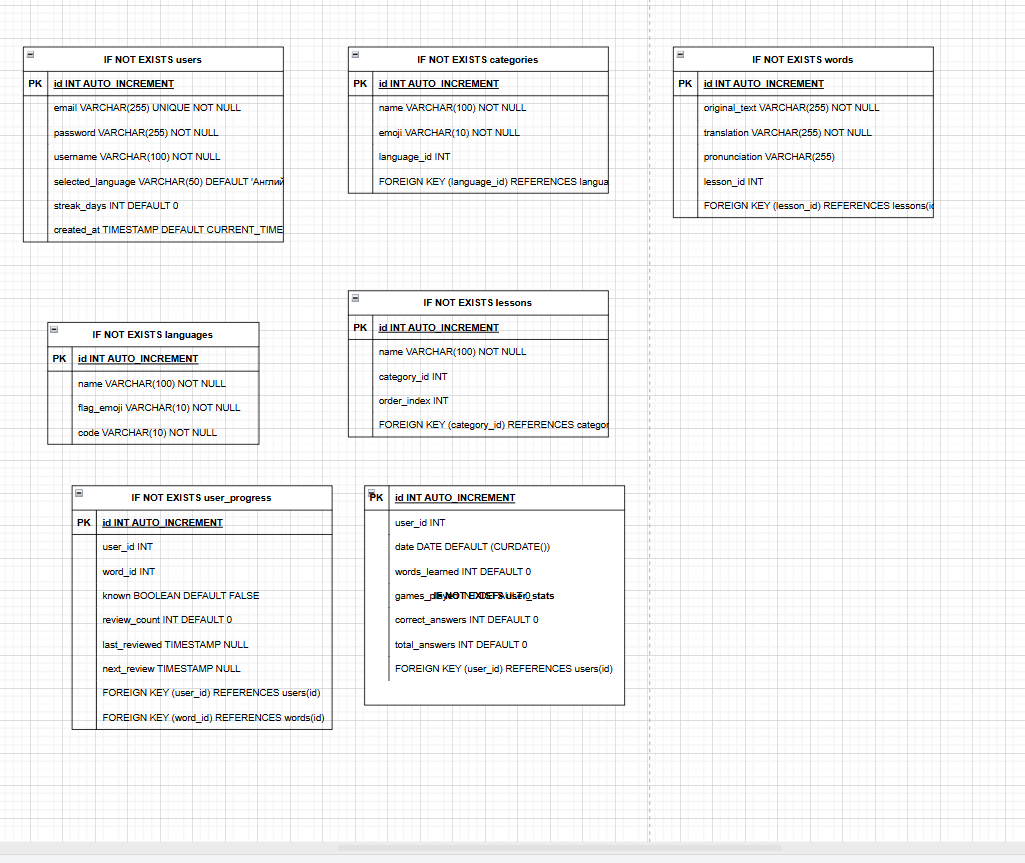 IF NOT EXISTS users
PK id INT AUTO_INCREMENT
email VARCHAR(255) UNIQUE NOT NULL
password VARCHAR(255) NOT NULL
username VARCHAR(100) NOT NULL
selected_language VARCHAR(50) DEFAULT 'Англий
streak_days INT DEFAULT 0
created_at TIMESTAMP DEFAULT CURRENT_TIME
IF NOT EXISTS categories
PK id INT AUTO_INCREMENT
name VARCHAR(100) NOT NULL
emoji VARCHAR(10) NOT NULL
language_id INT
FOREIGN KEY (language_id) REFERENCES langua
IF NOT EXISTS words
PK id INT AUTO_INCREMENT
original_text VARCHAR(255) NOT NULL
translation VARCHAR(255) NOT NULL
pronunciation VARCHAR(255)
lesson_id INT
FOREIGN KEY (lesson_id) REFERENCES lessons(id
IF NOT EXISTS languages
PK id INT AUTO_INCREMENT
name VARCHAR(100) NOT NULL
flag_emoji VARCHAR(10) NOT NULL
code VARCHAR(10) NOT NULL
IF NOT EXISTS lessons
PK id INT AUTO_INCREMENT
name VARCHAR(100) NOT NULL
category_id INT
order_index INT
FOREIGN KEY (category_id) REFERENCES categor
IF NOT EXISTS user_progress
PK id INT AUTO_INCREMENT
user_id INT
word_id INT
known BOOLEAN DEFAULT FALSE
review_count INT DEFAULT 0
last_reviewed TIMESTAMP NULL
next_review TIMESTAMP NULL
FOREIGN KEY (user_id) REFERENCES users(id)
FOREIGN KEY (word_id) REFERENCES words(id)
PK id INT AUTO_INCREMENT
user_id INT
date DATE DEFAULT (CURDATE())
words_learned INT DEFAULT 0
games_played INT DEFAULT 0
IF NOT EXISTS user_stats
correct_answers INT DEFAULT 0
total_answers INT DEFAULT 0
FOREIGN KEY (user_id) REFERENCES users(id)